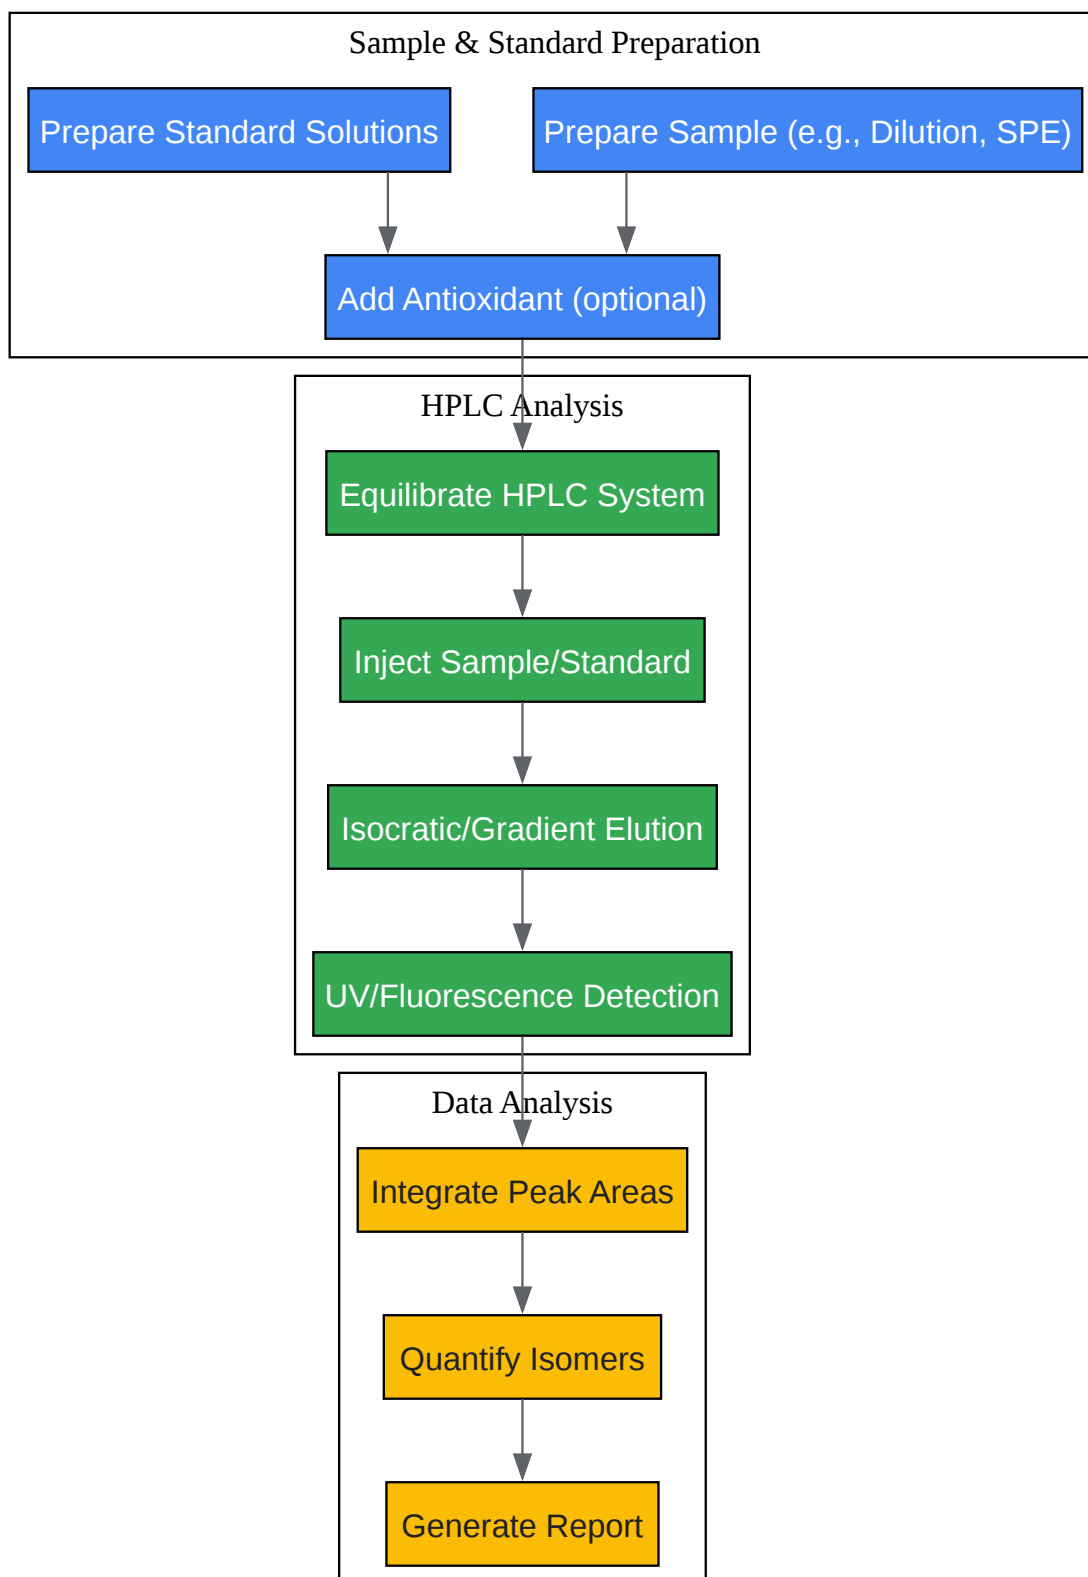 Sample & Standard Preparation
Prepare Standard Solutions
Prepare Sample (e.g., Dilution, SPE)
Add Antioxidant (optional)
HPLC Analysis
Equilibrate HPLC System
Inject Sample/Standard
Isocratic/Gradient Elution
UV/Fluorescence Detection
Data Analysis
Integrate Peak Areas
Quantify Isomers
Generate Report